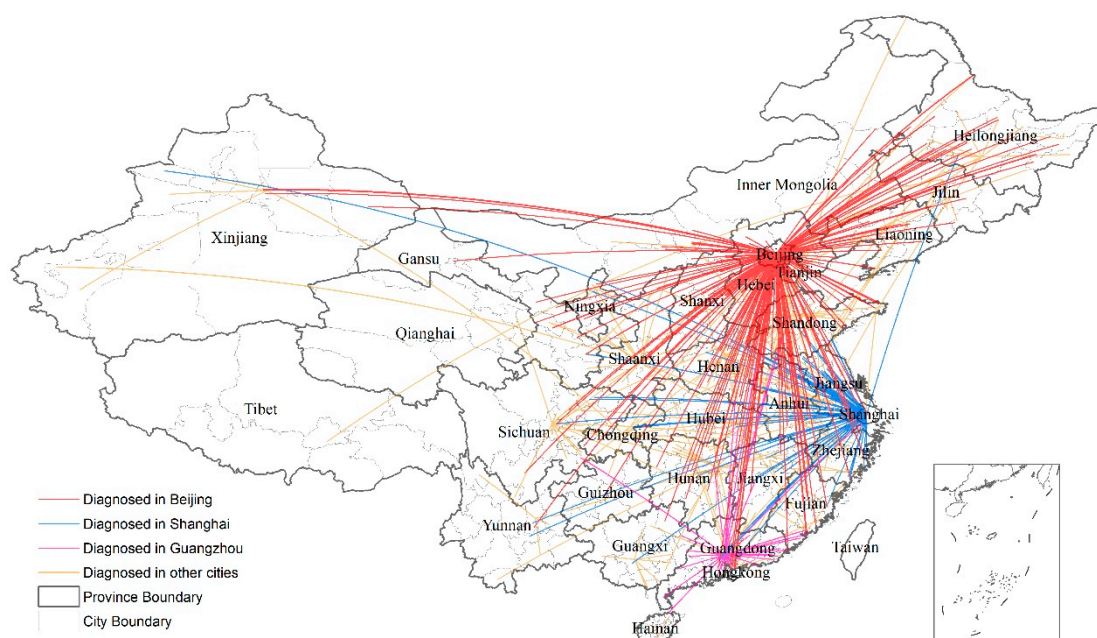 Heilongjiang
Inner Mongolia
Jilin
Liaoning
Xinjiang
Beijing
Gansu
Tianjin
Hebei
Ningxia
Shanxi
Qianghai
Shandong
Shaanxi
Henan
Jiangsu
Tibet
Anhui
Shanghai
Hubei
Sichuan
Chongqing
Zhejiang
Hunan
Jiangxi
Guizhou
Fujian
Yunnan
Guangxi
Guangdong
Taiwan
Hongkong
Hainan
Diagnosed in Beijing
Diagnosed in Shanghai
Diagnosed in Guangzhou
Diagnosed in other cities
Province Boundary
City Boundary